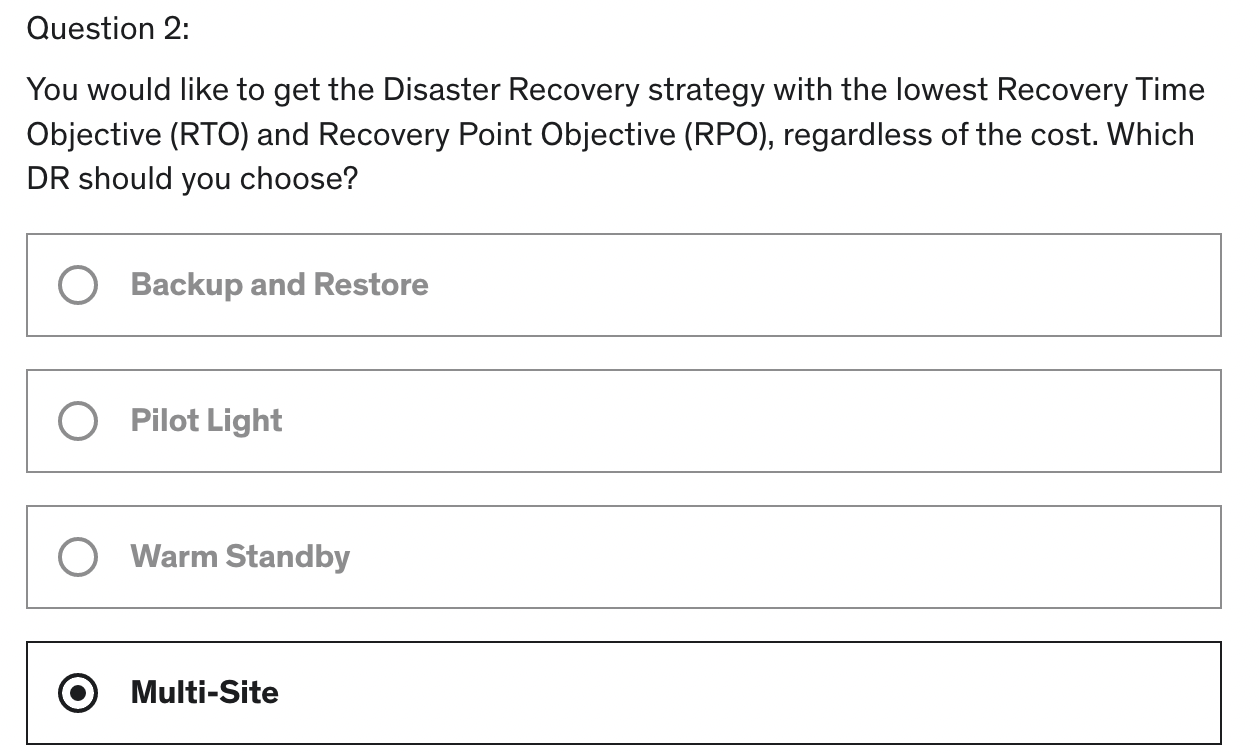 Question 2:
You would like to get the Disaster Recovery strategy with the lowest Recovery Time
Objective (RTO) and Recovery Point Objective (RPO), regardless of the cost. Which
DR should you choose?
Backup and Restore
Pilot Light
Warm Standby
Multi-Site